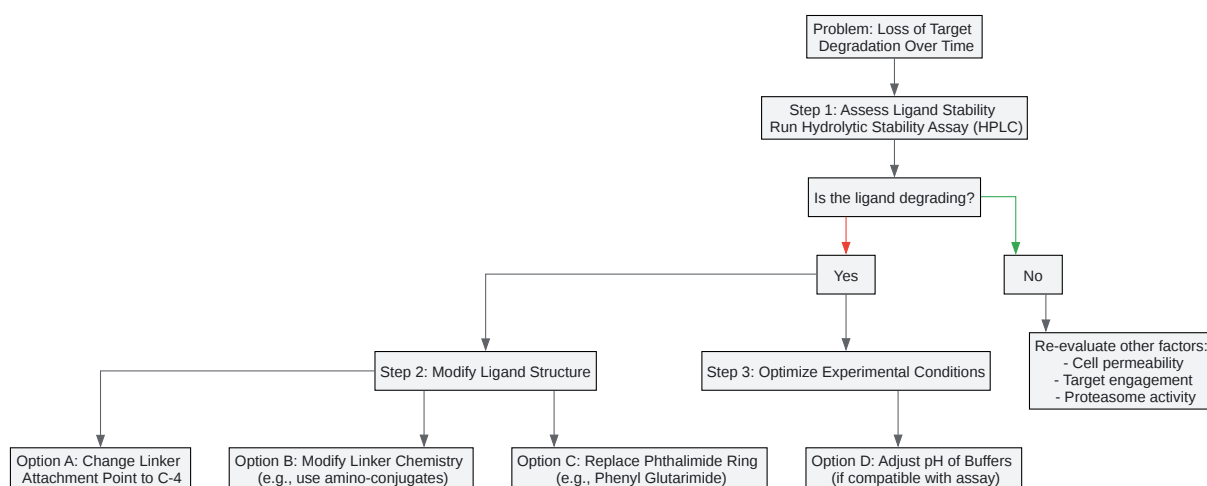 Problem: Loss of Target
Degradation Over Time
Step 1: Assess Ligand Stability
Run Hydrolytic Stability Assay (HPLC)
Is the ligand degrading?
Yes
No
Re-evaluate other factors:
- Cell permeability
- Target engagement
- Proteasome activity
Step 2: Modify Ligand Structure
Step 3: Optimize Experimental Conditions
Option A: Change Linker
Attachment Point to C-4
Option B: Modify Linker Chemistry
(e.g., use amino-conjugates)
Option C: Replace Phthalimide Ring
(e.g., Phenyl Glutarimide)
Option D: Adjust pH of Buffers
(if compatible with assay)